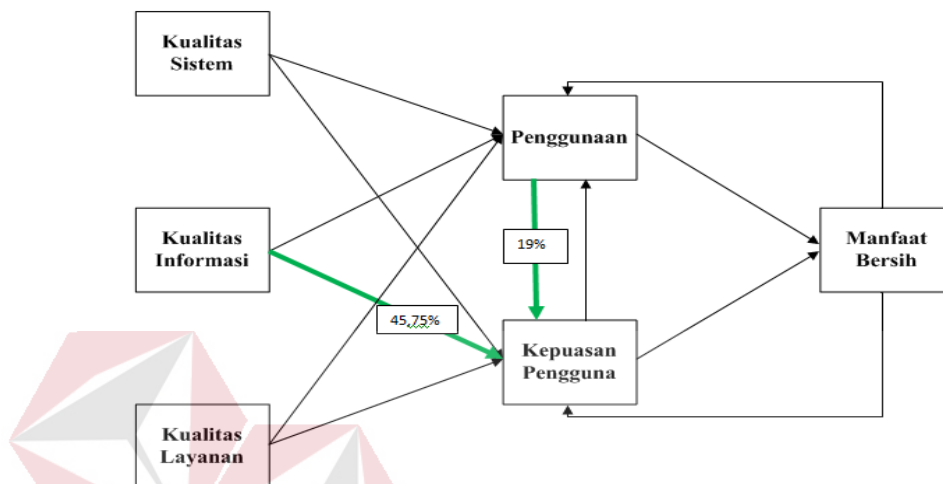 Kualitas
Sistem
Penggunaan
Kualitas
Informasi
19%
Manfaat
Bersih
45,75%
Kepuasan
Pengguna
Kualitas
Layanan